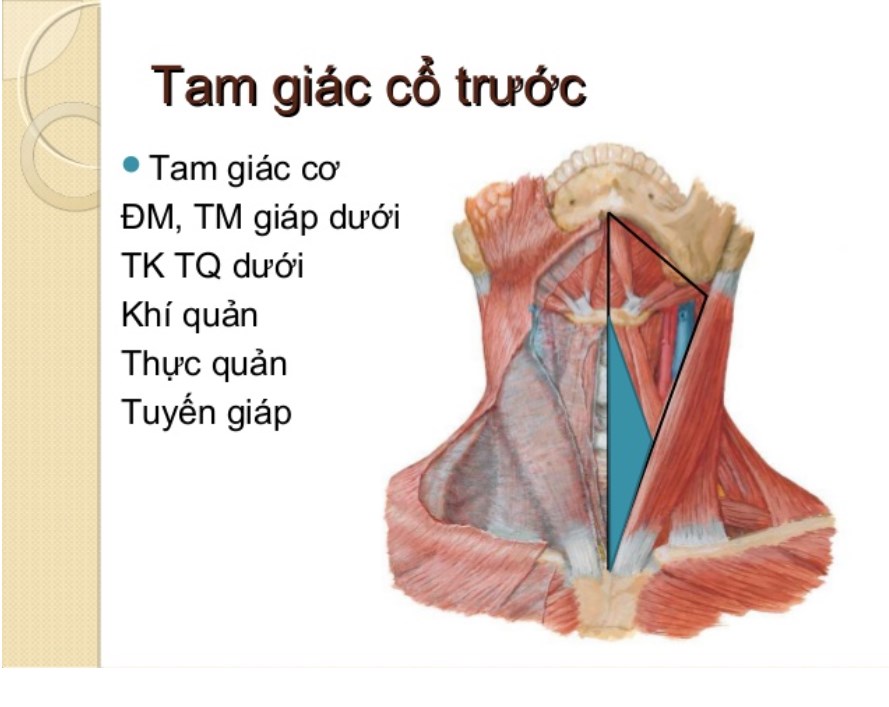 Tam giác cổ trước
Tam giác cơ
ĐM, TM giáp dưới
TK TQ dưới
Khí quản
Thực quản
Tuyến giáp